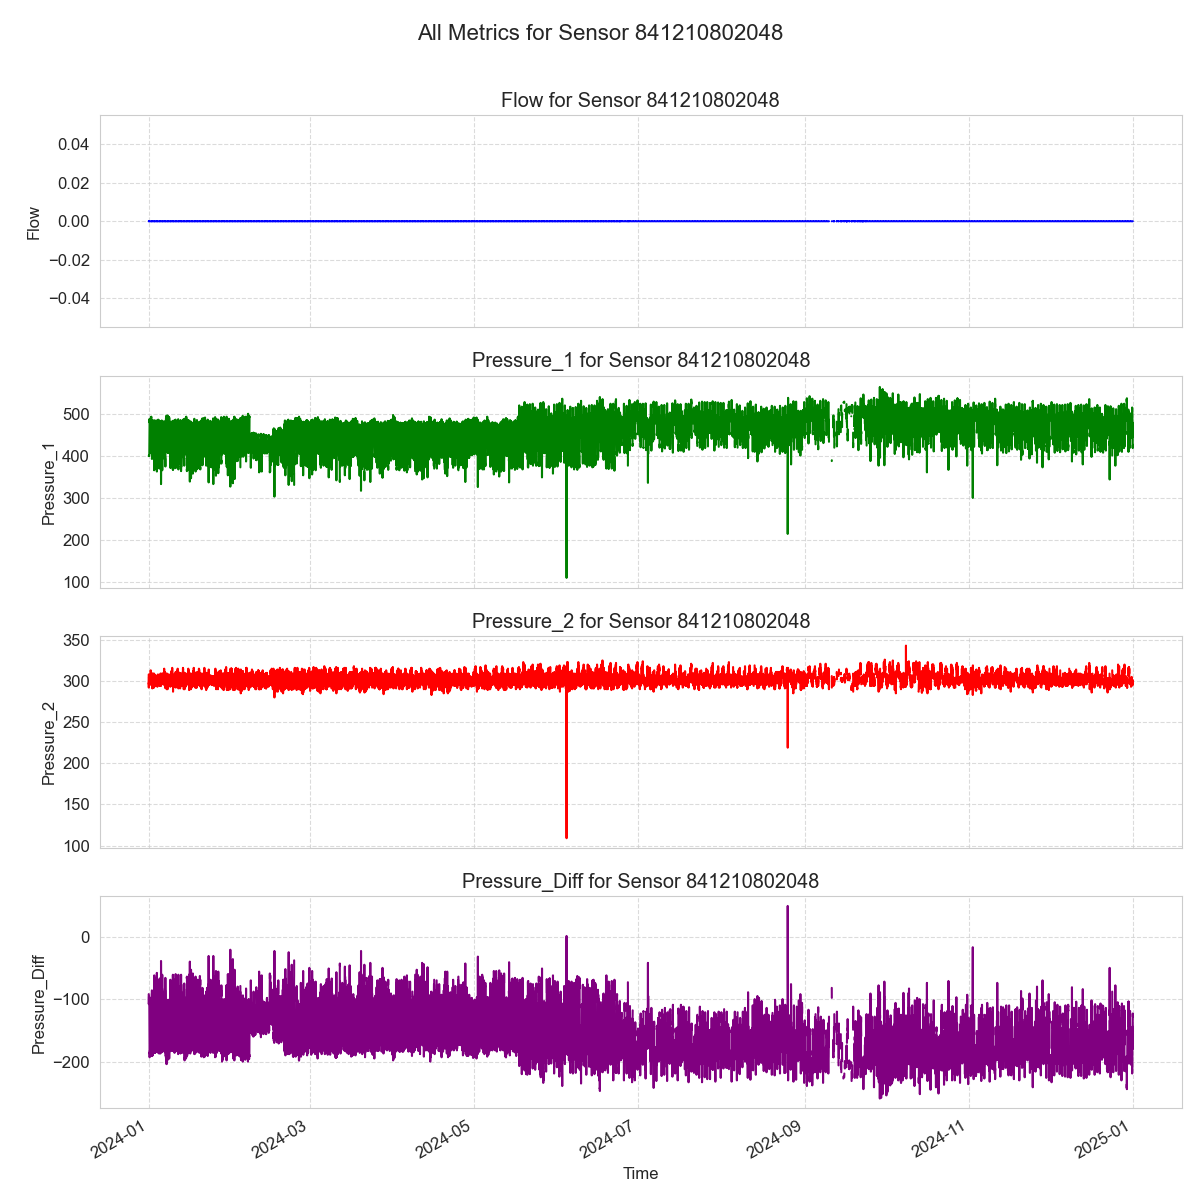 All Metrics for Sensor 841210802048
Flow for Sensor 841210802048
0.04
0.02
0.00
−0.02
−0.04
Flow
Pressure_1 for Sensor 841210802048
500
400
300
200
100
Pressure_1
Pressure_2 for Sensor 841210802048
350
300
250
200
150
100
Pressure_2
Pressure_Diff for Sensor 841210802048
0
−100
−200
Pressure_Diff
2024-01
2024-03
2024-05
2024-07
2024-09
2024-11
2025-01
Time